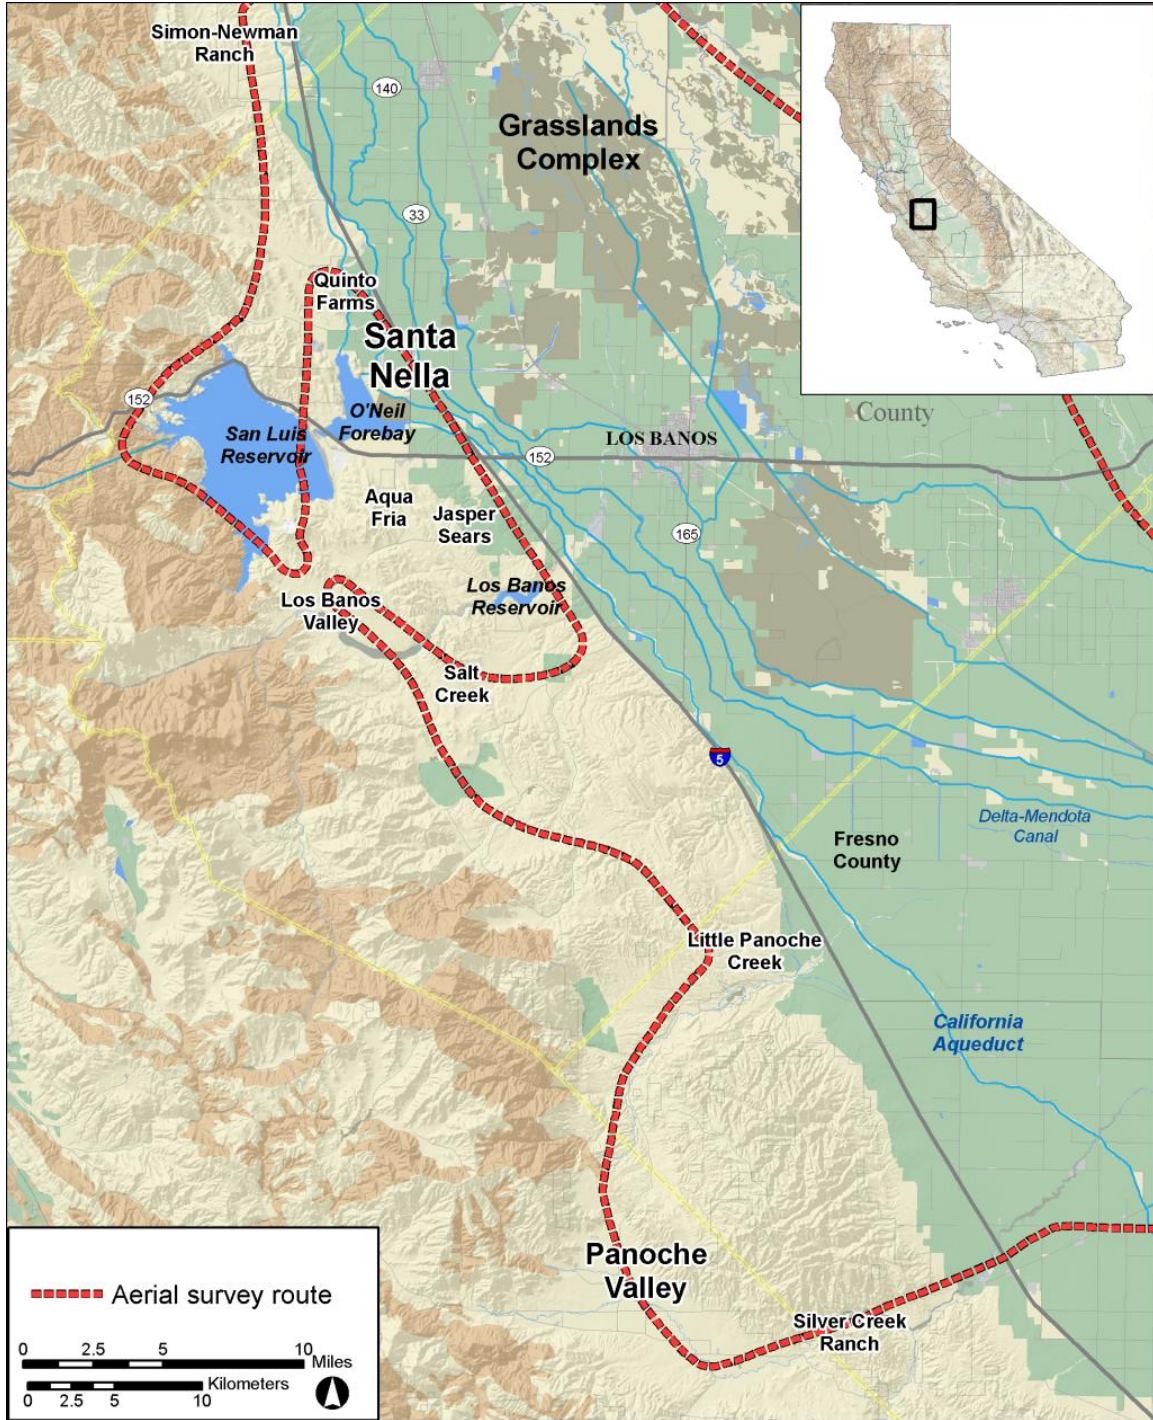 Simon-Newman
Ranch
140
Grasslands
Complex
33
Quinto
Farms
Santa
Nella
152
County
O'Neil
Forebay
San Luis
Reservoir
LOS BANOS
152
Aqua
Fria
Jasper
Sears
165
Los Banos
Reservoir
Los Banos
Valley
Salt
Creek
5
Delta-Mendota
Canal
Fresno
County
Little Panoche
Creek
California
Aqueduct
Panoche
Valley
Silver Creek
Ranch
Aerial survey route
0 2.5 5 10 Miles
Kilometers
0 2.5 5 10